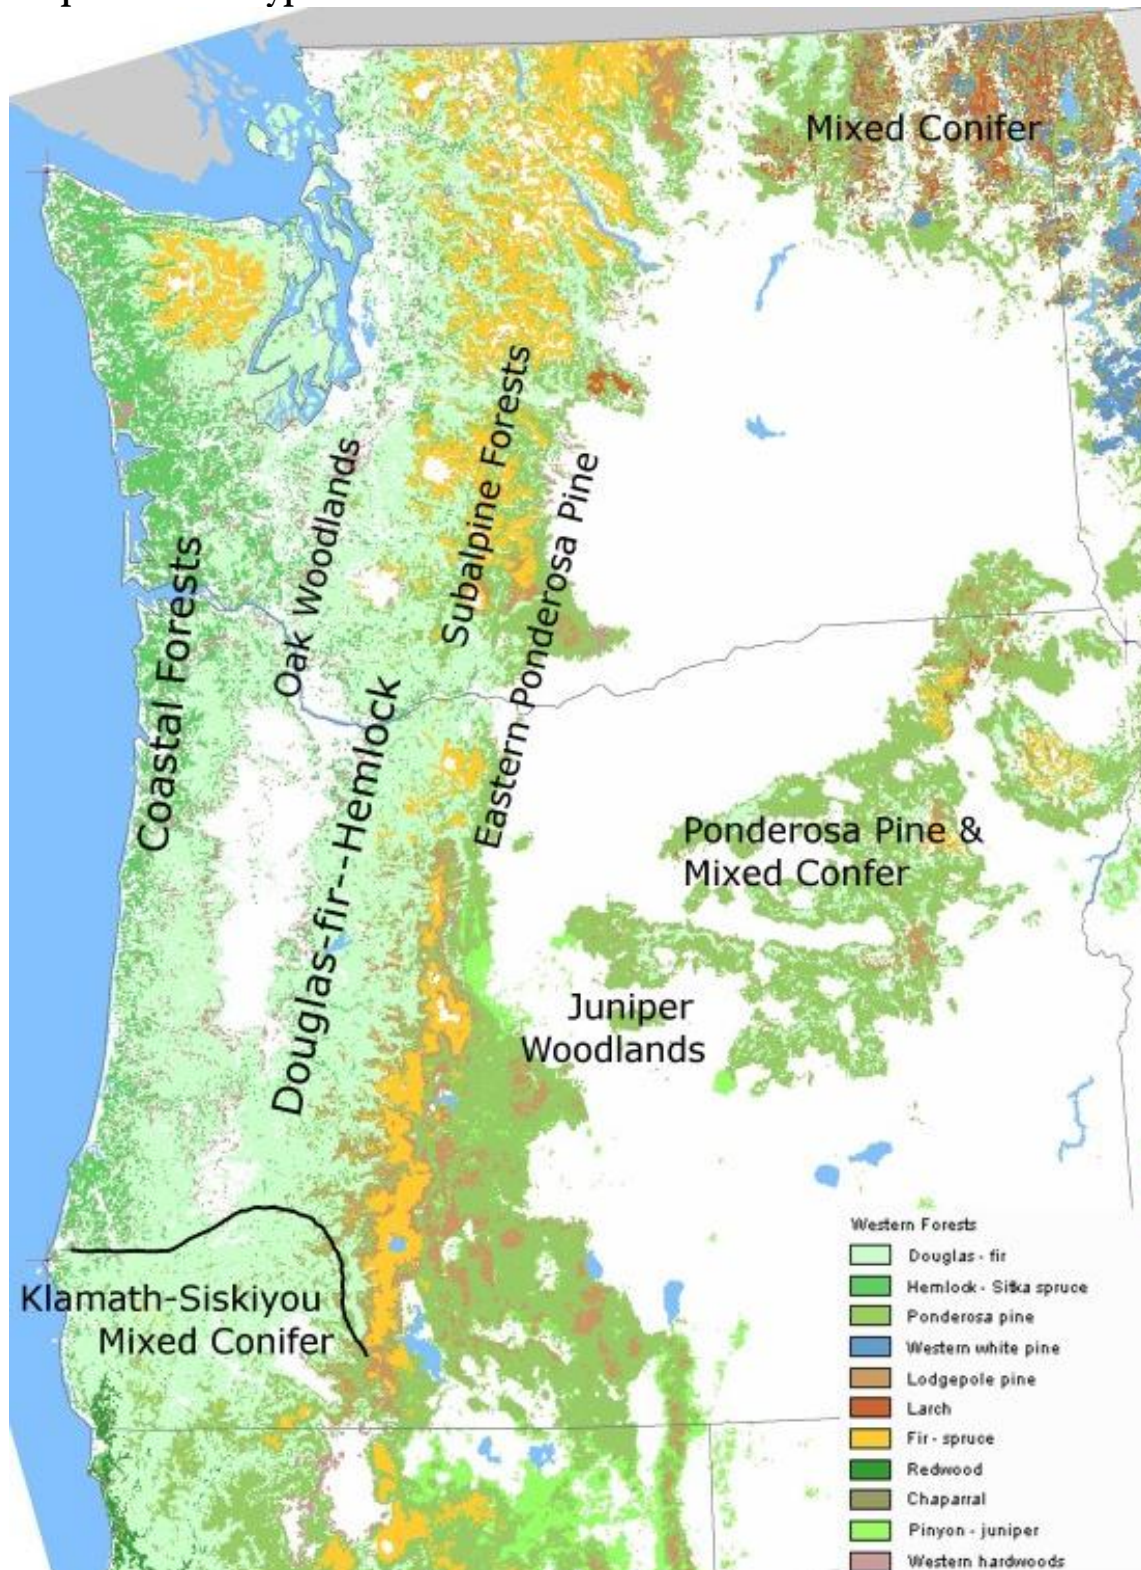 Mixed Conifer
Subalpine Forests
Oak Woodlands
Eastern Ponderosa Pine
Coastal Forests
Douglas-fir---Hemlock
Ponderosa Pine &
Mixed Confer
Juniper
Woodlands
Klamath-Siskiyou
Mixed Conifer
Western Forests
Douglas - fir
Hemlock - Sitka spruce
Ponderosa pine
Western white pine
Lodgepole pine
Larch
Fir - spruce
Redwood
Chaparral
Pinyon - juniper
Western hardwoods